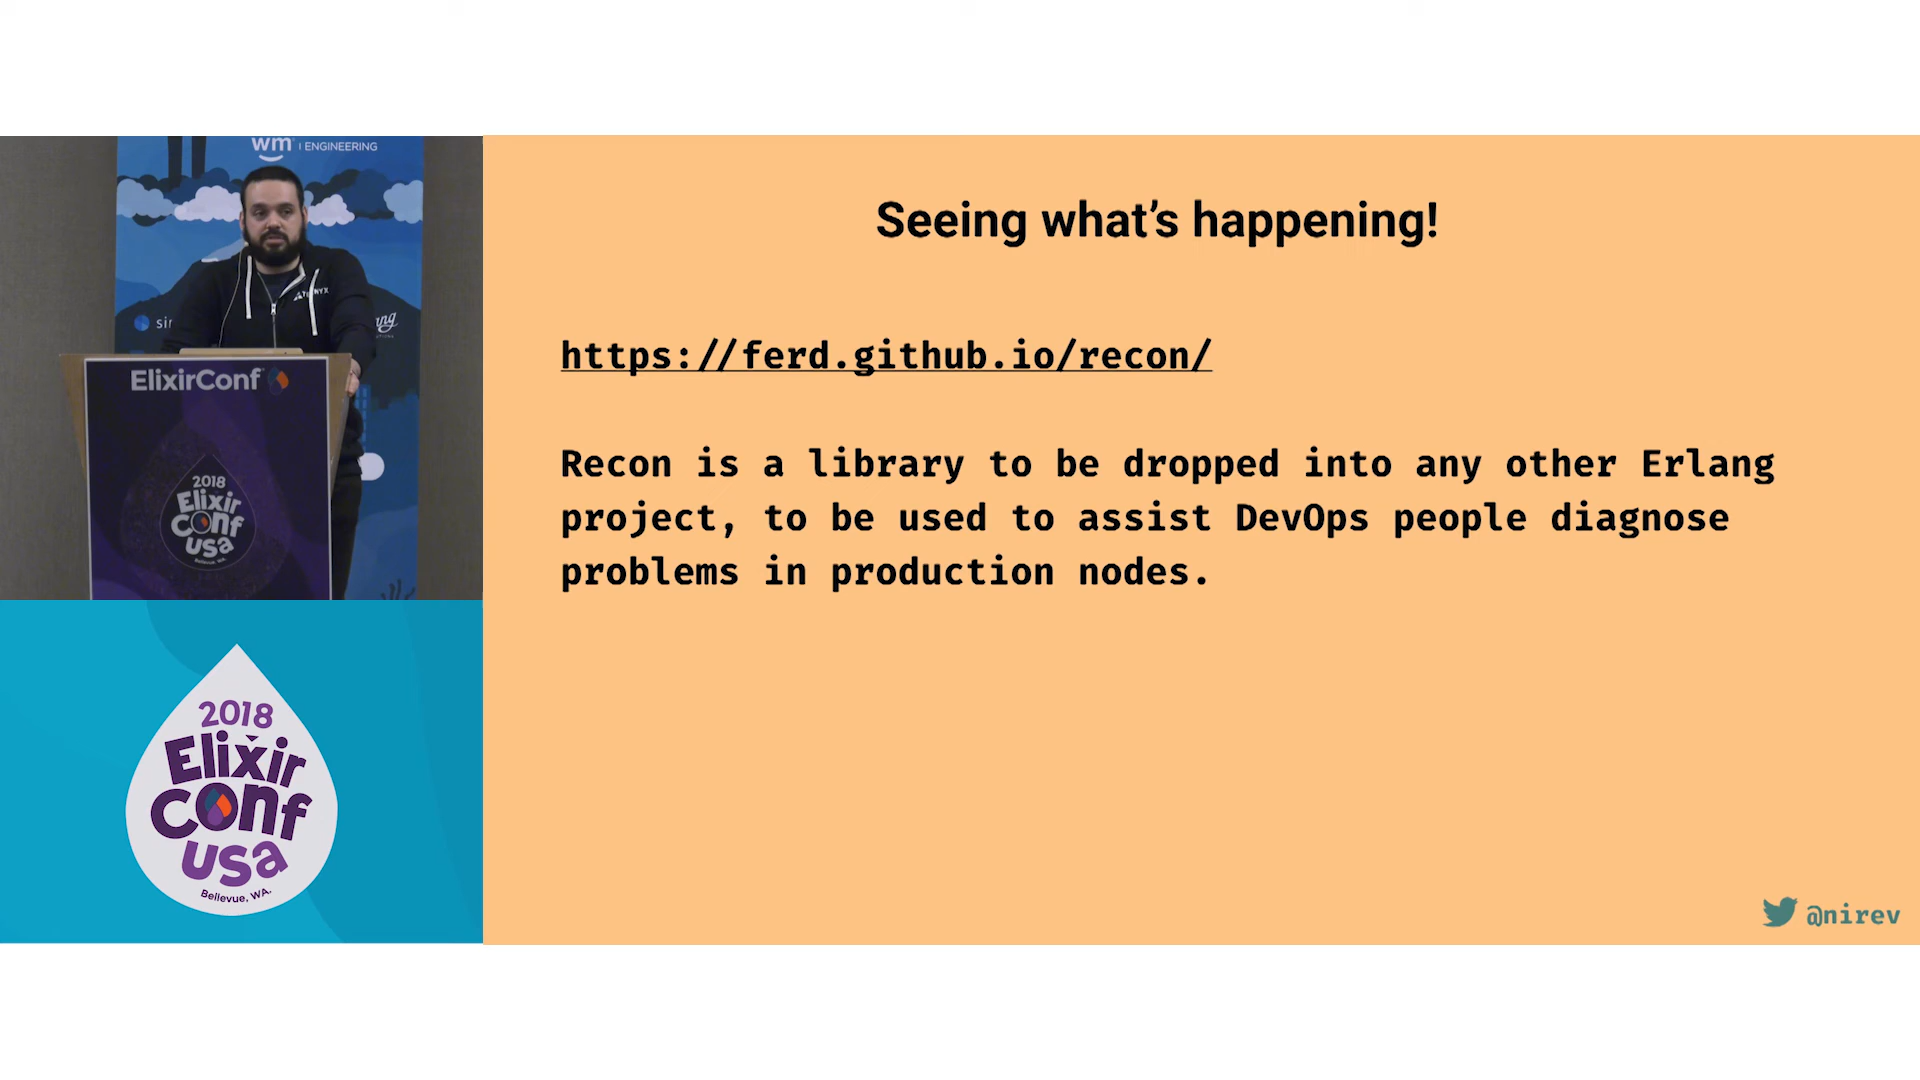 wm | ENGINEERING
ElixirConf
2018
Elixir
Conf
USA
Bellevue, WA.
2018
Elixir
Conf
USA
Bellevue, WA.
Seeing what's happening!
https://ferd.github.io/recon/
Recon is a library to be dropped into any other Erlang
project, to be used to assist DevOps people diagnose
problems in production nodes.
@nirev